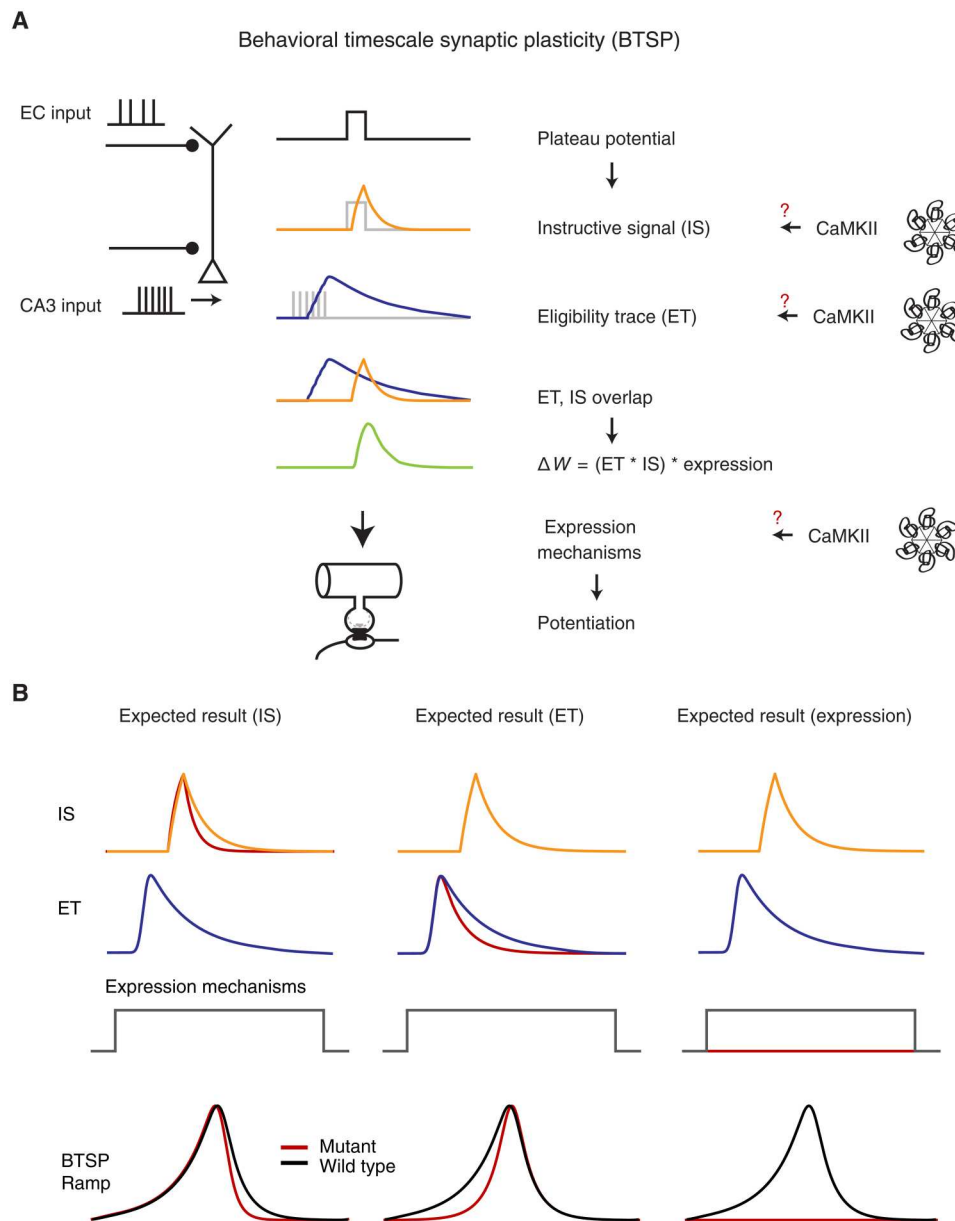 A
Behavioral timescale synaptic plasticity (BTSP)
EC input
Plateau potential
Instructive signal (IS)
?
CaMKII
CA3 input
Eligibility trace (ET)
?
CaMKII
ET, IS overlap
ΔW = (ET * IS) * expression
Expression
mechanisms
?
CaMKII
Potentiation
B
Expected result (IS)
Expected result (ET)
Expected result (expression)
IS
ET
Expression mechanisms
BTSP
Ramp
Mutant
Wild type